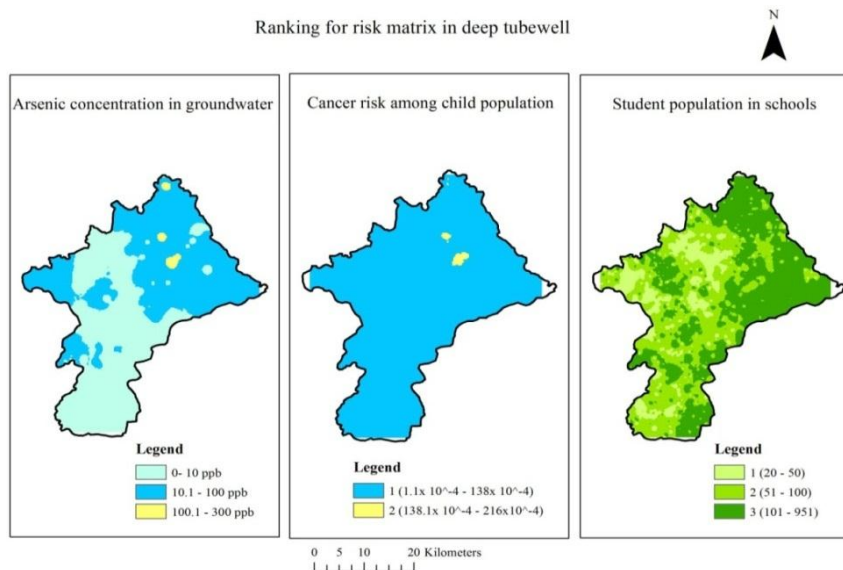 Ranking for risk matrix in deep tubewell
N
Arsenic concentration in groundwater
Legend
0- 10 ppb
10.1 - 100 ppb
100.1 - 300 ppb
Cancer risk among child population
Legend
1 (1.1x 10^-4 - 138x 10^-4)
2 (138.1x 10^-4 - 216x10^-4)
Student population in schools
Legend
1 (20 - 50)
2 (51 - 100)
3 (101 - 951)
0 5 10 20 Kilometers